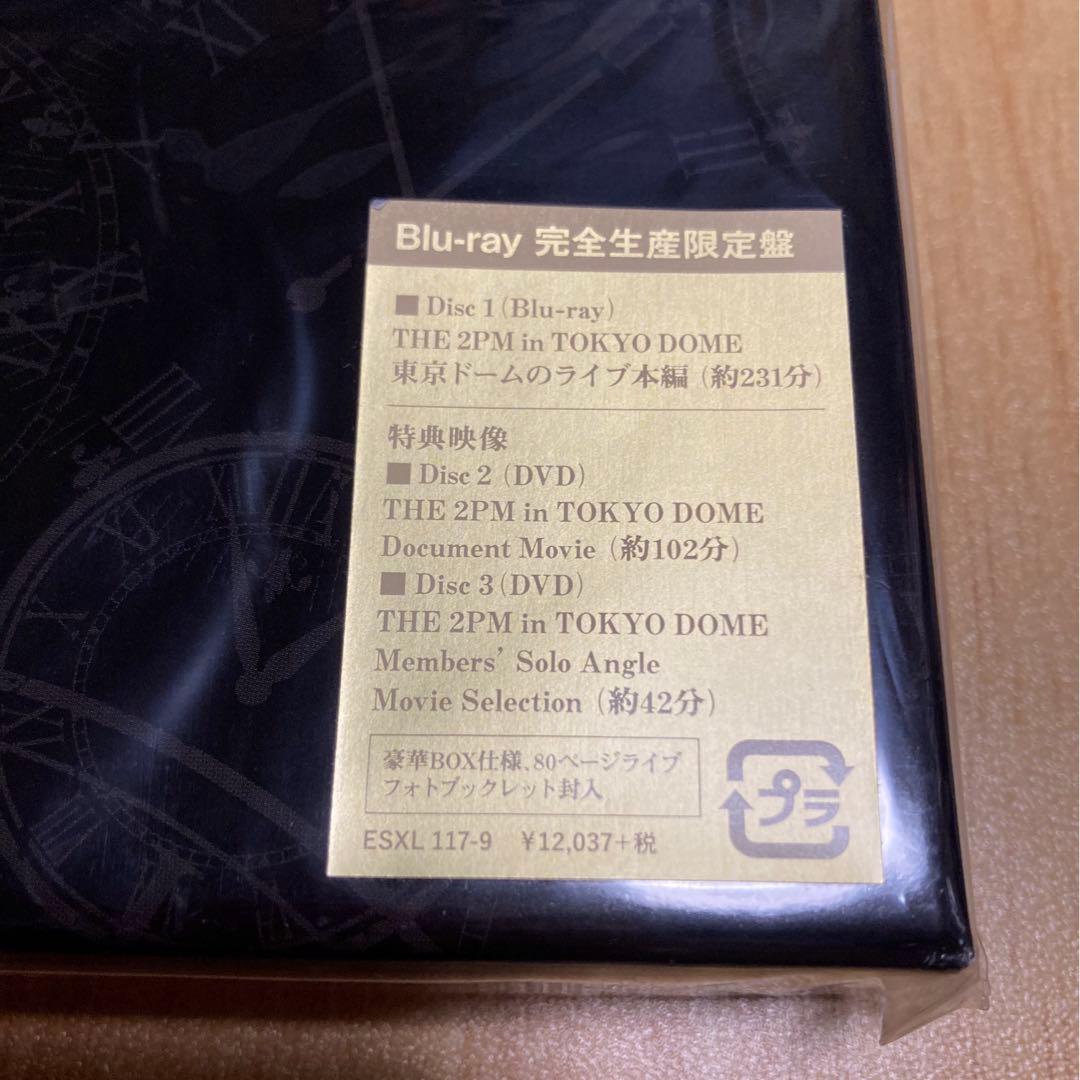 Blu-ray 完全生産限定盤
■ Disc 1 (Blu-ray)
THE 2PM in TOKYO DOME
東京ドームのライブ本編 (約231分)
特典映像
■ Disc 2 (DVD)
THE 2PM in TOKYO DOME
Document Movie (約102分)
■ Disc 3 (DVD)
THE 2PM in TOKYO DOME
Members’ Solo Angle
Movie Selection (約42分)
豪華BOX仕様、80ページライブ
フォトブックレット封入
プラ
ESXL 117-9 ¥12,037+税